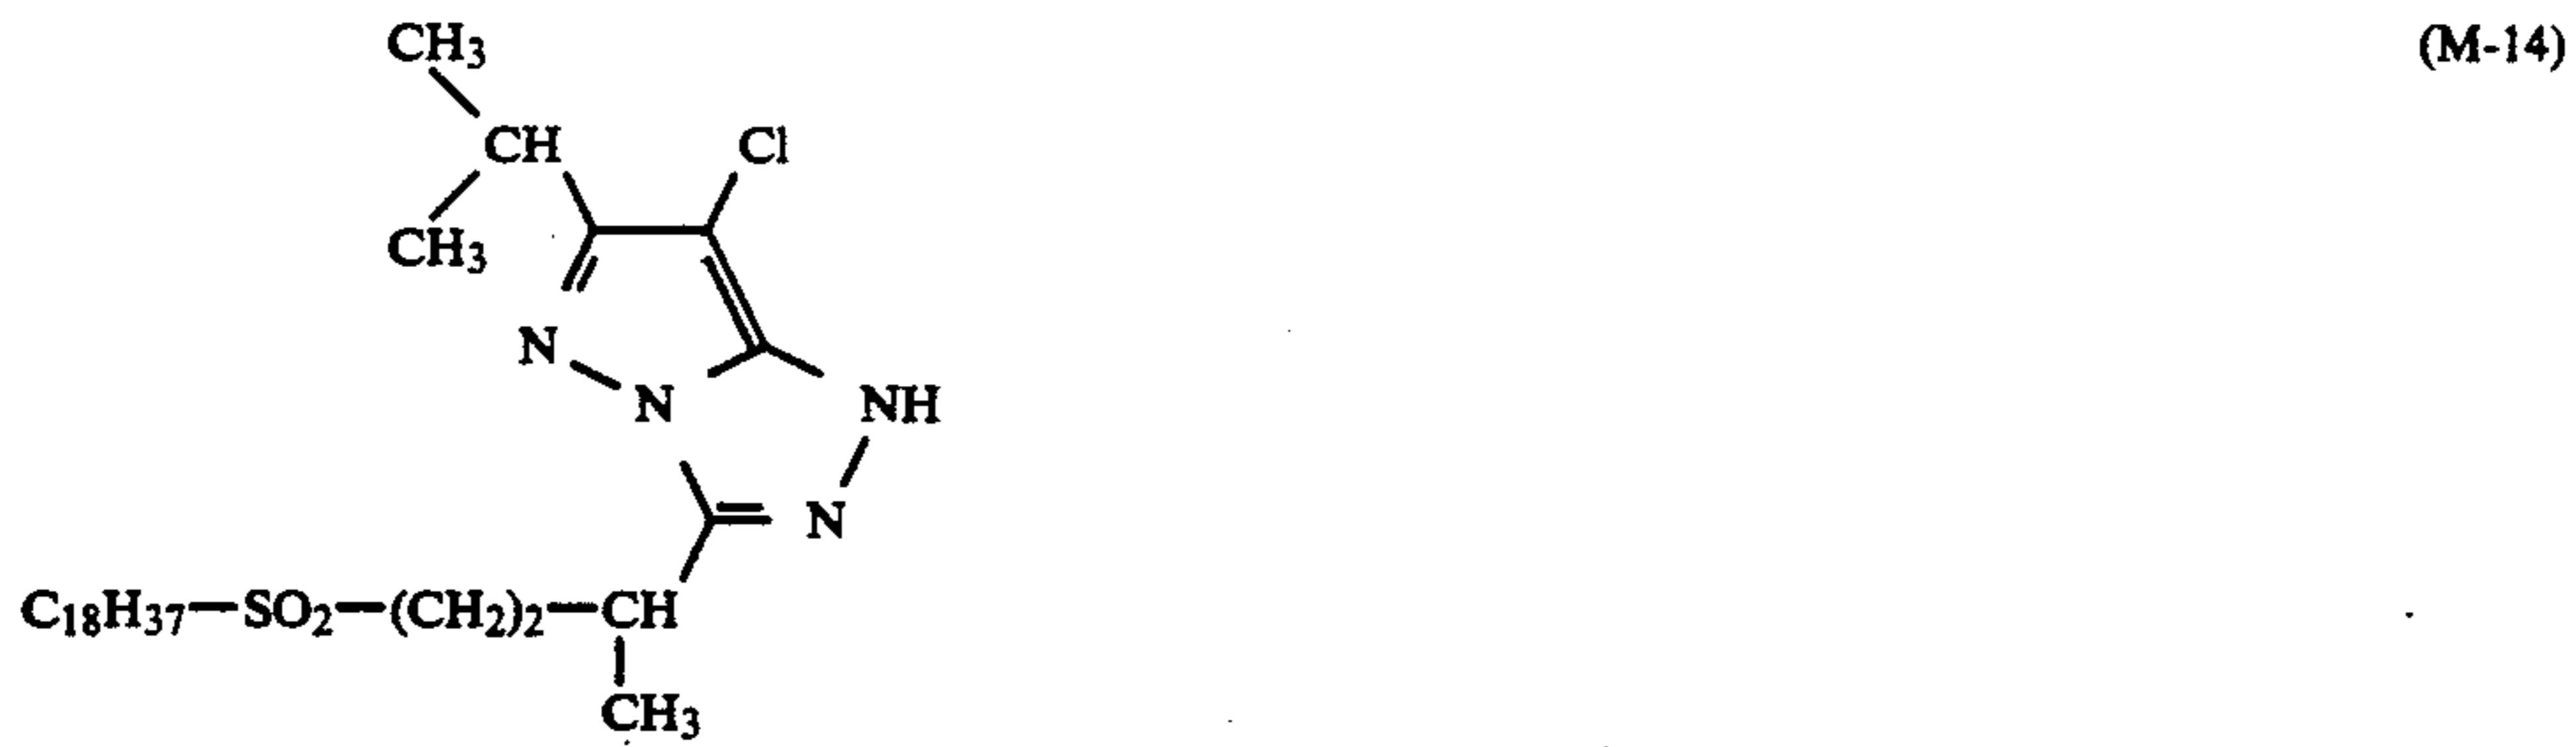 CH₃ (M-14)
CH Cl
CH₃
N
N NH
N
C₁₈H₃₇—SO₂—(CH₂)₂—CH
CH₃